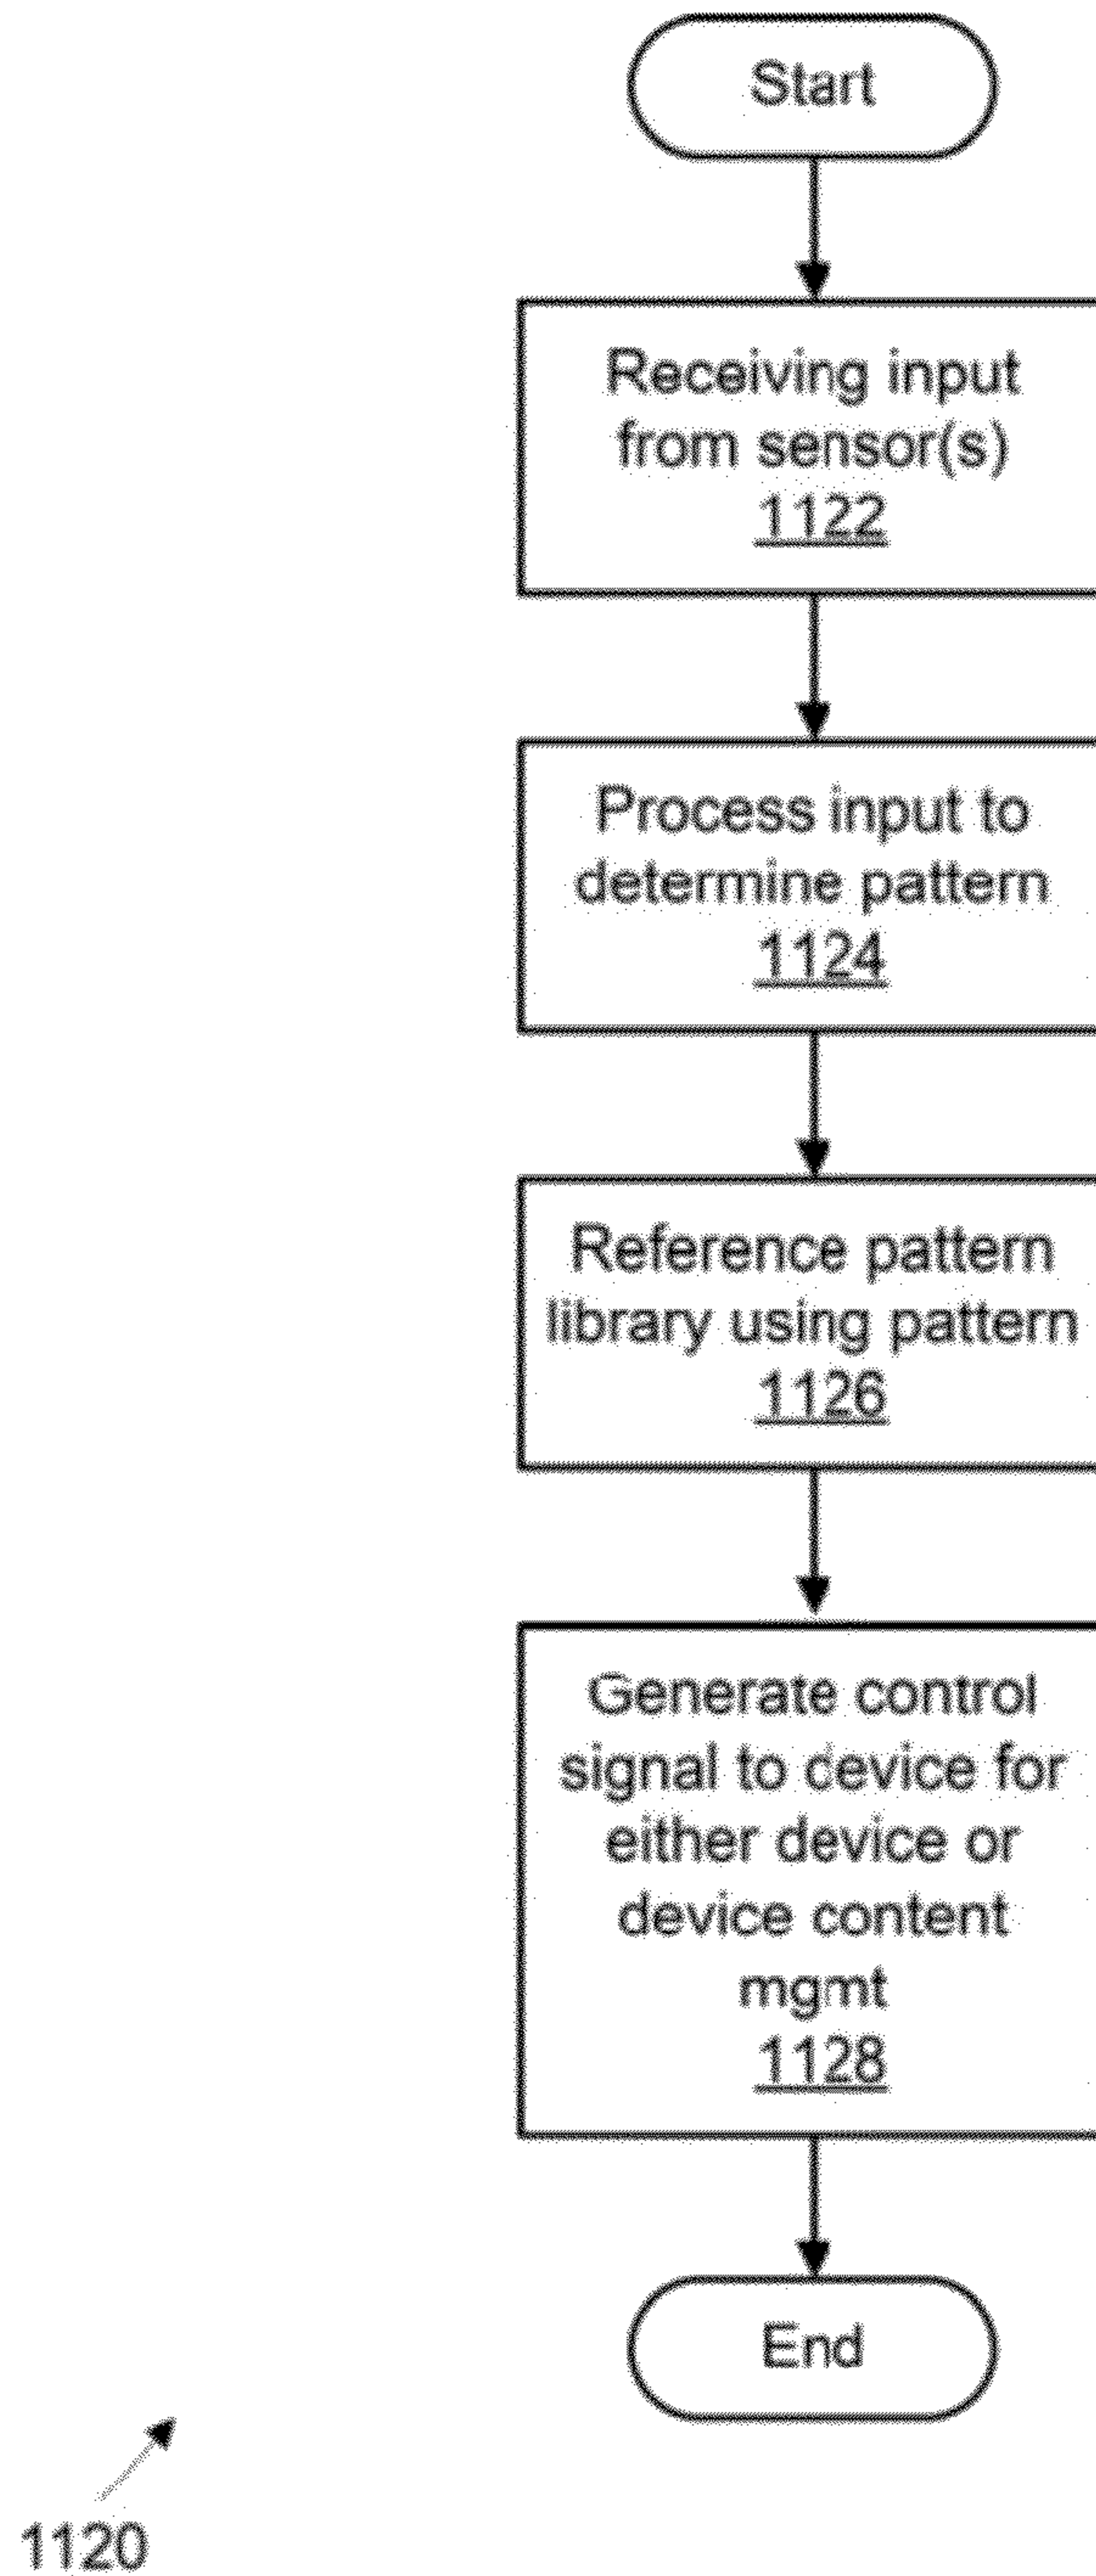 Start
Receiving input
from sensor(s)
1122
Process input to
determine pattern
1124
Reference pattern
library using pattern
1126
Generate control
signal to device for
either device or
device content
mgmt
1128
End
1120